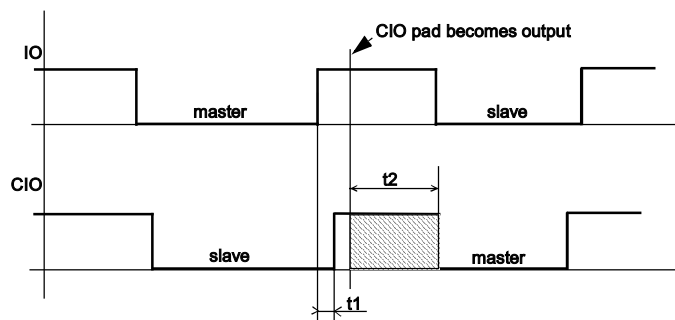 CIO pad becomes output
IO
master
slave
CIO
t2
slave
master
t1